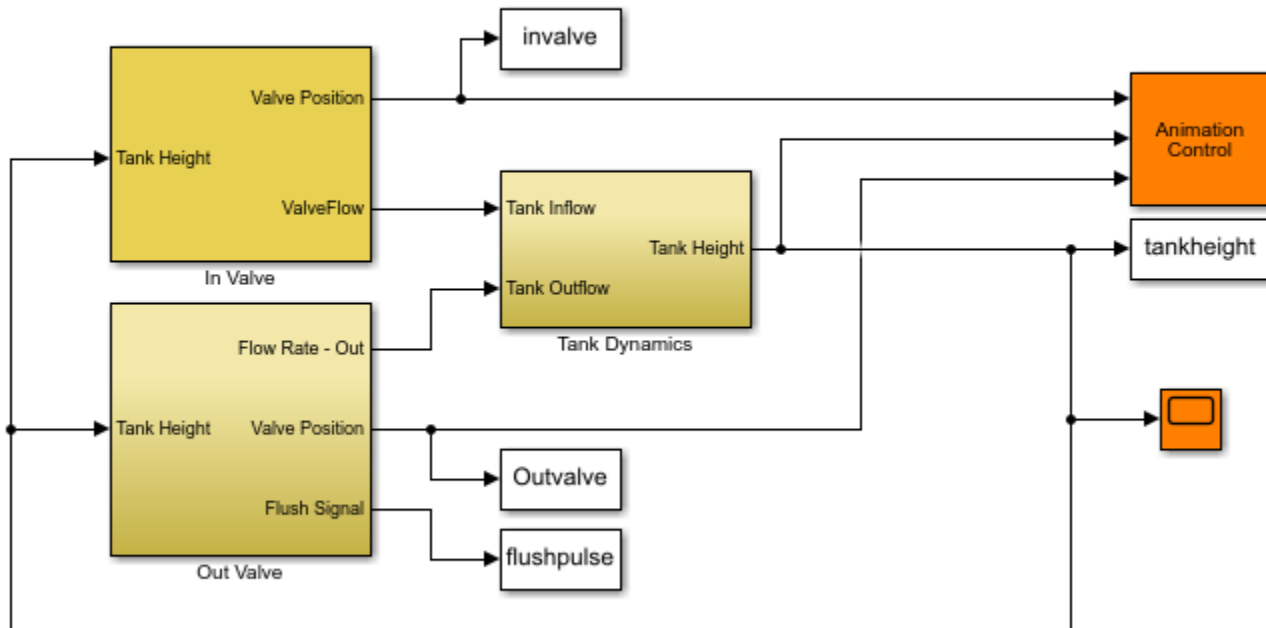 invalve
Valve Position
Tank Height
ValveFlow
In Valve
Animation
Control
Tank Inflow
Tank Height
Tank Outflow
Tank Dynamics
tankheight
Flow Rate - Out
Tank Height
Valve Position
Flush Signal
Out Valve
Outvalve
flushpulse